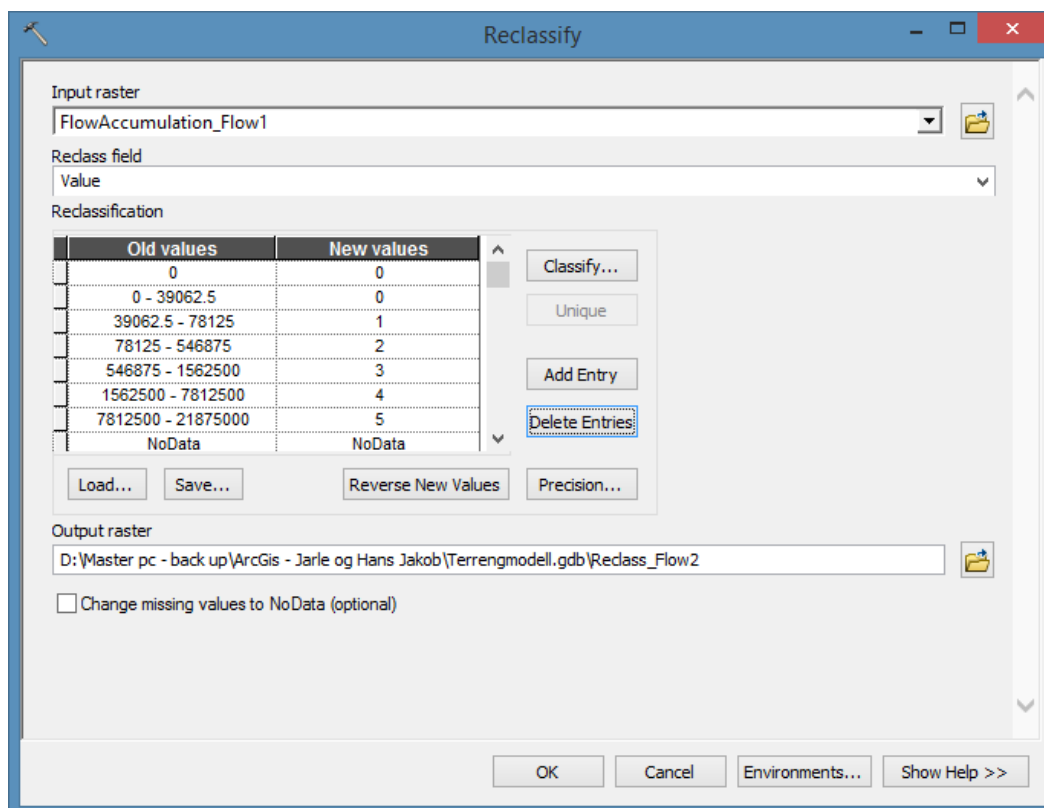 Reclassify
Input raster
FlowAccumulation_Flow1
Reclass field
Value
Reclassification
Old values New values
0 0
0 - 39062.5 0
39062.5 - 78125 1
78125 - 546875 2
546875 - 1562500 3
1562500 - 7812500 4
7812500 - 21875000 5
NoData NoData
Classify...
Unique
Add Entry
Delete Entries
Load... Save... Reverse New Values Precision...
Output raster
D:\Master pc - back up\ArcGis - Jarle og Hans Jakob\Terrengmodell.gdb\Reclass_Flow2
Change missing values to NoData (optional)
OK Cancel Environments... Show Help >>